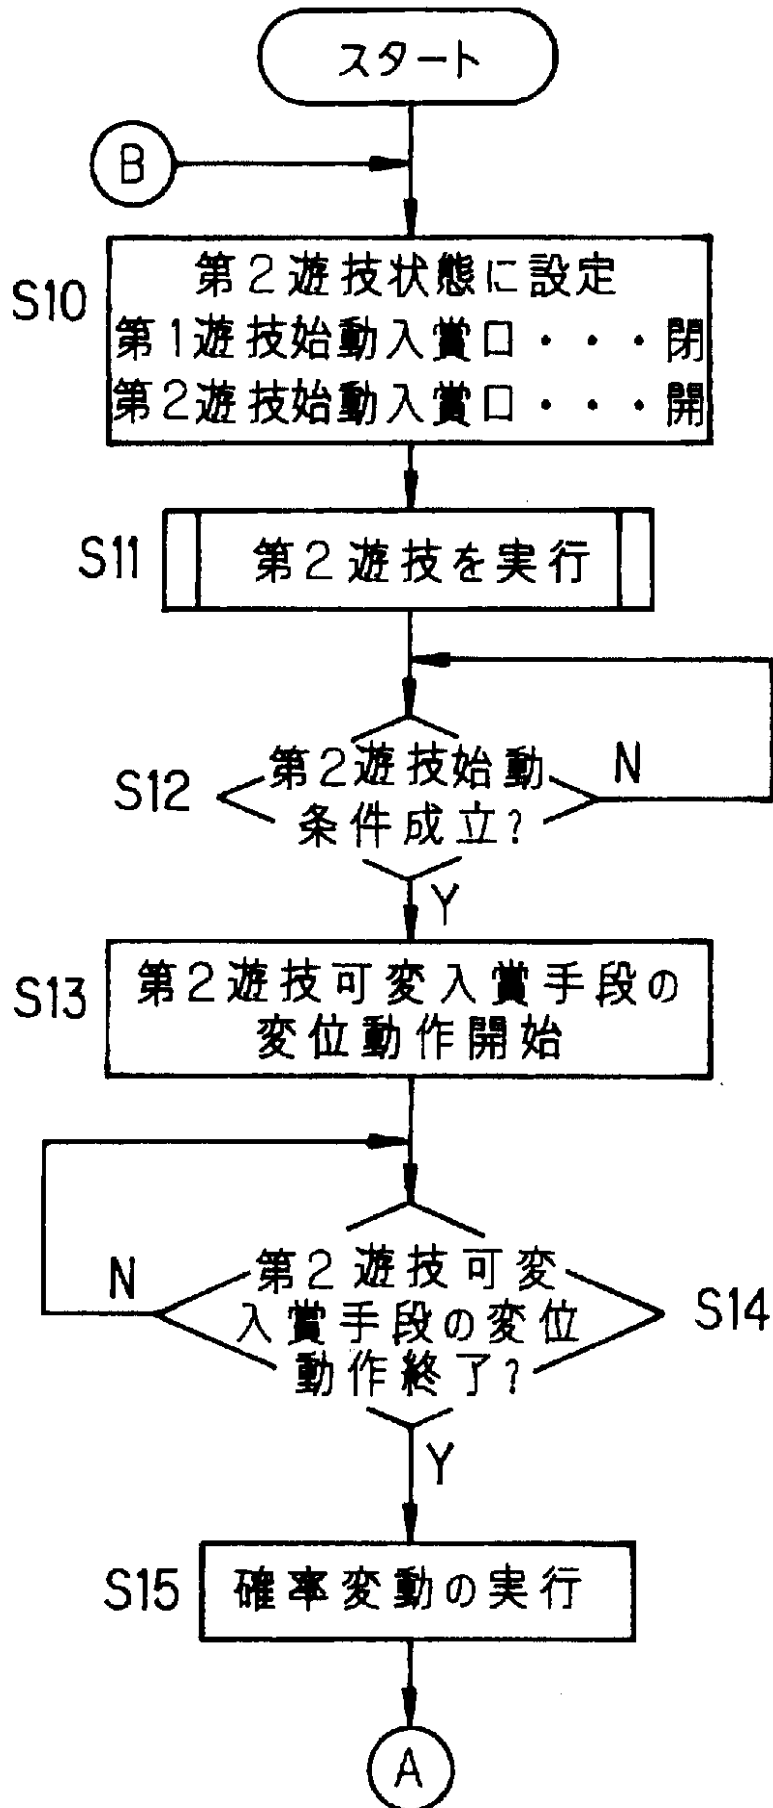 スタート
B
S10
第2遊技状態に設定
第1遊技始動入賞口・・・閉
第2遊技始動入賞口・・・開
S11
第2遊技を実行
S12
第2遊技始動
条件成立?
N
Y
S13
第2遊技可変入賞手段の
変位動作開始
N
第2遊技可変
入賞手段の変位
動作終了?
S14
Y
S15
確率変動の実行
A